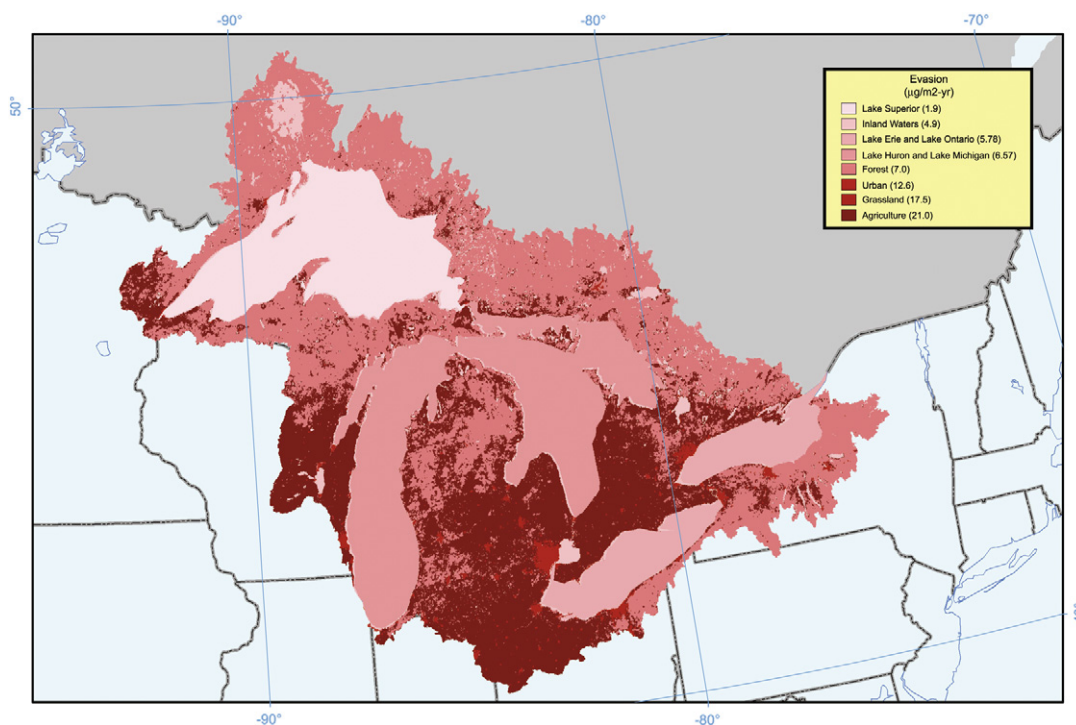 -90°
-80°
-70°
50°
Evasion
(µg/m2-yr)
Lake Superior (1.9)
Inland Waters (4.9)
Lake Erie and Lake Ontario (5.78)
Lake Huron and Lake Michigan (6.57)
Forest (7.0)
Urban (12.6)
Grassland (17.5)
Agriculture (21.0)
-90°
-80°